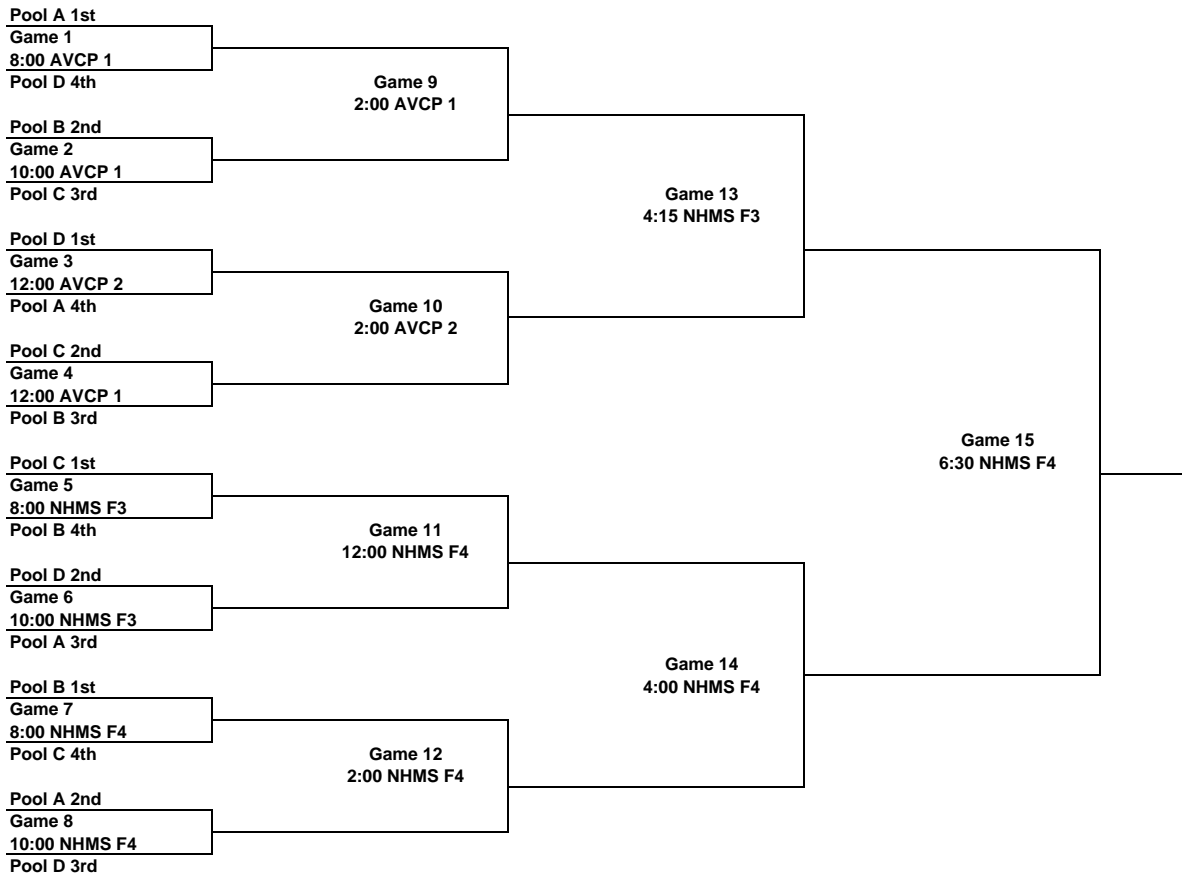 Pool A 1st
Game 1
8:00 AVCP 1
Pool D 4th
Pool B 2nd
Game 2
10:00 AVCP 1
Pool C 3rd
Pool D 1st
Game 3
12:00 AVCP 2
Pool A 4th
Pool C 2nd
Game 4
12:00 AVCP 1
Pool B 3rd
Pool C 1st
Game 5
8:00 NHMS F3
Pool B 4th
Pool D 2nd
Game 6
10:00 NHMS F3
Pool A 3rd
Pool B 1st
Game 7
8:00 NHMS F4
Pool C 4th
Pool A 2nd
Game 8
10:00 NHMS F4
Pool D 3rd
Game 9
2:00 AVCP 1
Game 10
2:00 AVCP 2
Game 11
12:00 NHMS F4
Game 12
2:00 NHMS F4
Game 13
4:15 NHMS F3
Game 14
4:00 NHMS F4
Game 15
6:30 NHMS F4